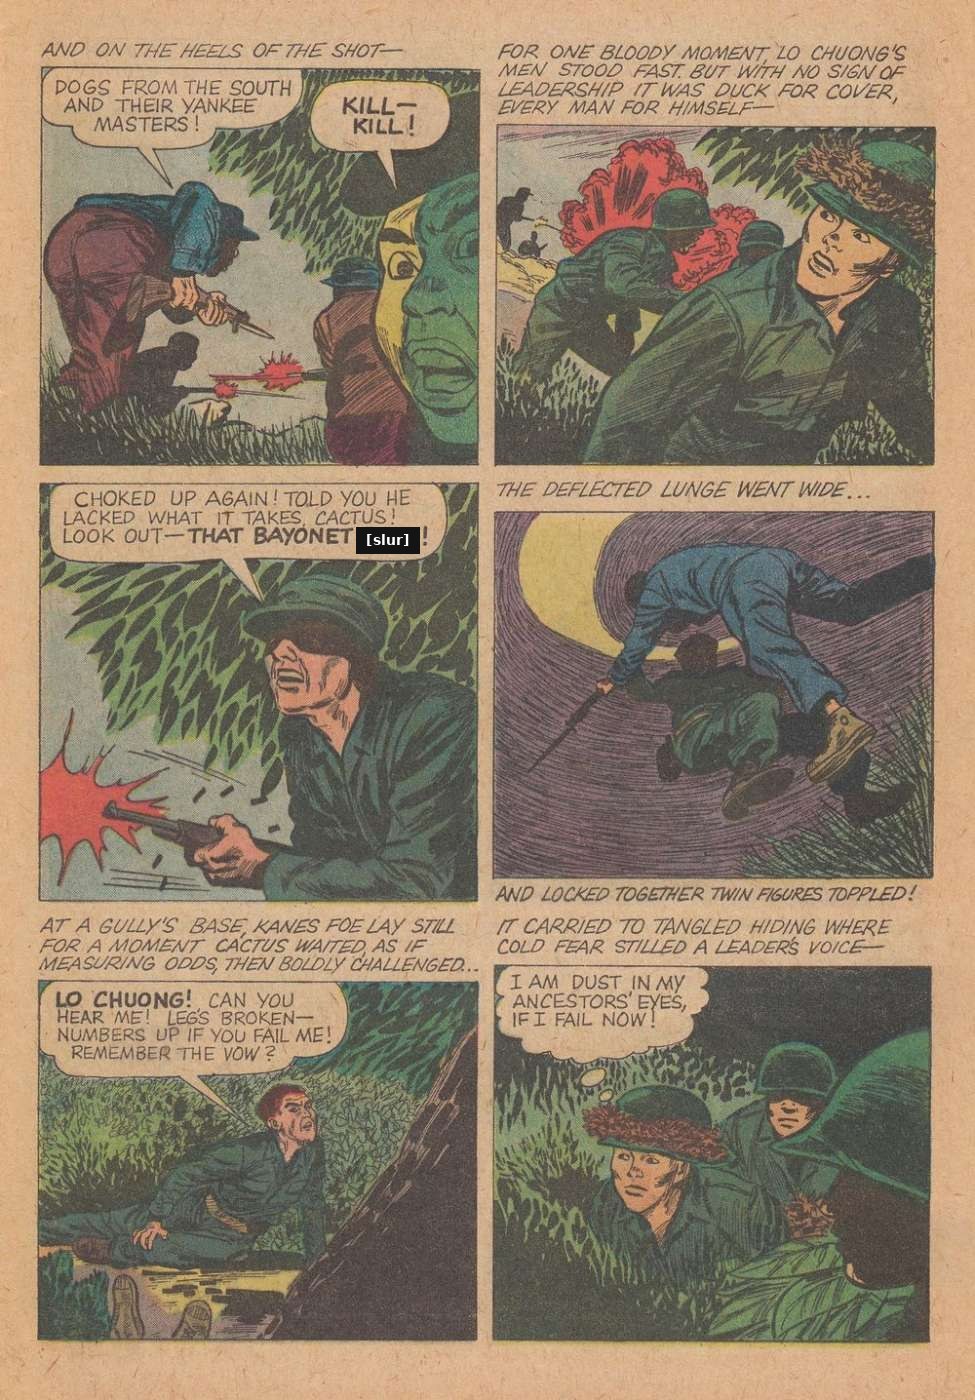 AND ON THE HEELS OF THE SHOT—
DOGS FROM THE SOUTH
AND THEIR YANKEE
MASTERS!
KILL—
KILL!
FOR ONE BLOODY MOMENT, LO CHUONG'S
MEN STOOD FAST. BUT WITH NO SIGN OF
LEADERSHIP IT WAS DUCK FOR COVER,
EVERY MAN FOR HIMSELF—
CHOKED UP AGAIN! TOLD YOU HE
LACKED WHAT IT TAKES, CACTUS!
LOOK OUT—THAT BAYONET [slur]!
THE DEFLECTED LUNGE WENT WIDE...
AND LOCKED TOGETHER TWIN FIGURES TOPPLED!
AT A GULLY'S BASE, KANES FOE LAY STILL
FOR A MOMENT CACTUS WAITED, AS IF
MEASURING ODDS, THEN BOLDLY CHALLENGED...
LO CHUONG! CAN YOU
HEAR ME! LEG'S BROKEN—
NUMBERS UP IF YOU FAIL ME!
REMEMBER THE VOW?
IT CARRIED TO TANGLED HIDING WHERE
COLD FEAR STILLED A LEADER'S VOICE—
I AM DUST IN MY
ANCESTORS' EYES,
IF I FAIL NOW!